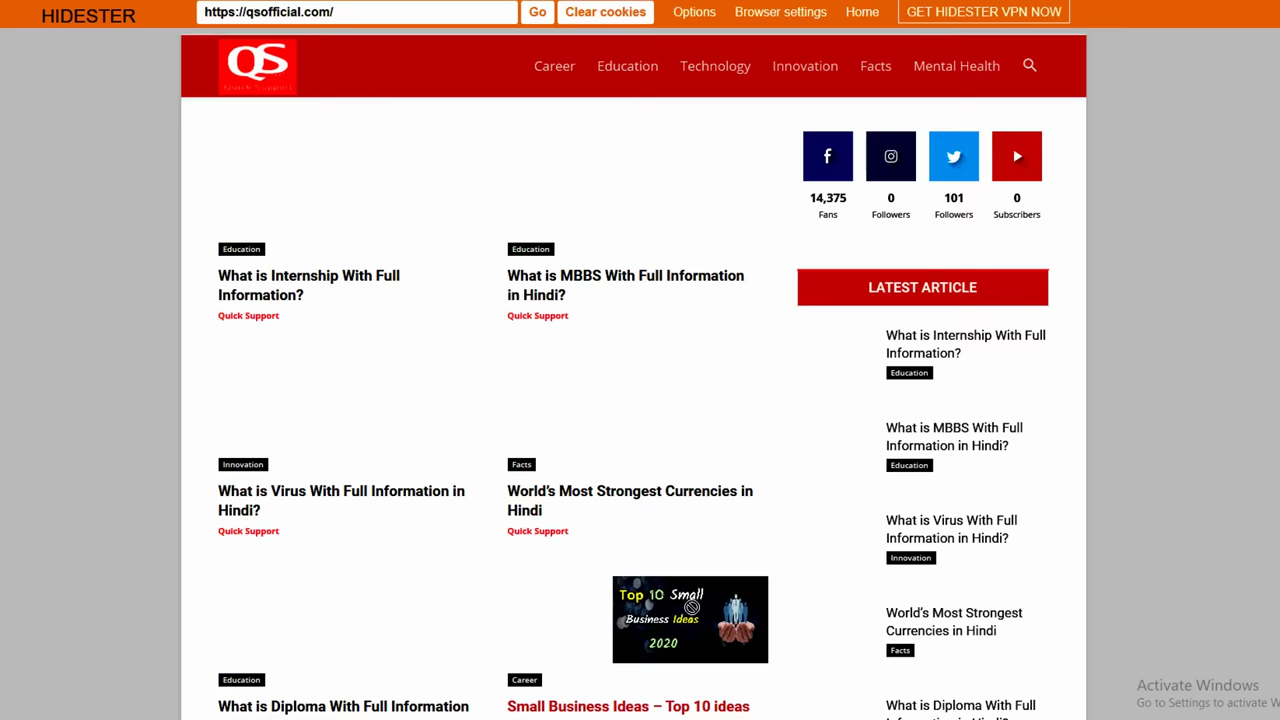 HIDESTER
https://qsofficial.com/
Go
Clear cookies
Options
Browser settings
Home
GET HIDESTER VPN NOW
QS
Quick Support
Career
Education
Technology
Innovation
Facts
Mental Health
14,375
Fans
0
Followers
101
Followers
0
Subscribers
Education
What is Internship With Full
Information?
Quick Support
Education
What is MBBS With Full Information
in Hindi?
Quick Support
Innovation
What is Virus With Full Information in
Hindi?
Quick Support
Facts
World's Most Strongest Currencies in
Hindi
Quick Support
Education
What is Diploma With Full Information
Top 10 Small
Business Ideas
2020
Career
Small Business Ideas – Top 10 ideas
LATEST ARTICLE
What is Internship With Full
Information?
Education
What is MBBS With Full
Information in Hindi?
Education
What is Virus With Full
Information in Hindi?
Innovation
World's Most Strongest
Currencies in Hindi
Facts
What is Diploma With Full
Activate Windows
Go to Settings to activate W